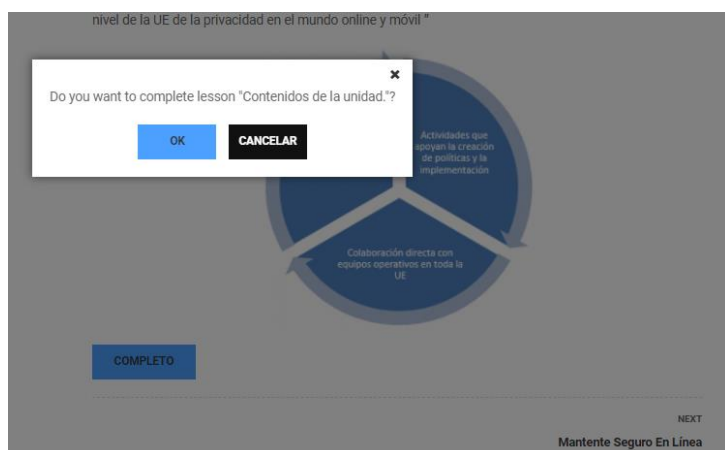 nivel de la UE de la privacidad en el mundo online y móvil "
Do you want to complete lesson "Contenidos de la unidad."?
OK
CANCELAR
Actividades que
apoyan la creación
de políticas y la
implementación
Colaboración directa con
equipos operativos en toda la
UE
COMPLETO
NEXT
Mantente Seguro En Línea